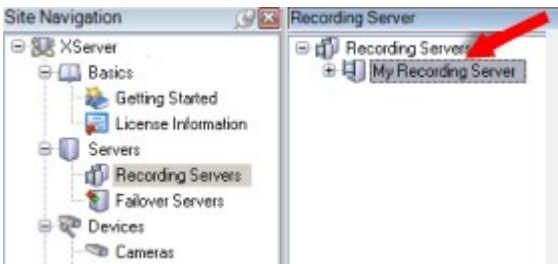 Site Navigation
XServer
Basics
Getting Started
License Information
Servers
Recording Servers
Failover Servers
Devices
Cameras
Recording Server
Recording Servers
My Recording Server